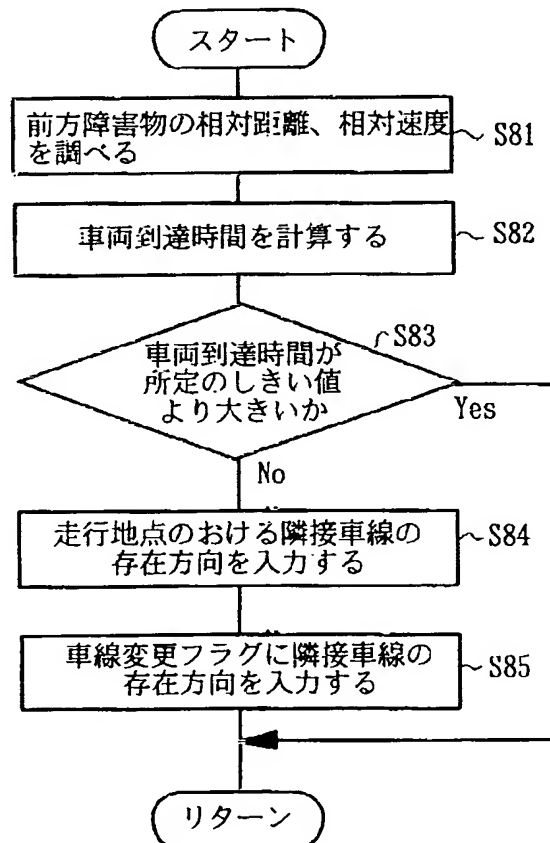 スタート
前方障害物の相対距離、相対速度
を調べる
S81
車両到達時間を計算する
S82
S83
車両到達時間が
所定のしきい値
より大きいか
Yes
No
走行地点のおける隣接車線の
存在方向を入力する
S84
車線変更フラグに隣接車線の
存在方向を入力する
S85
リターン